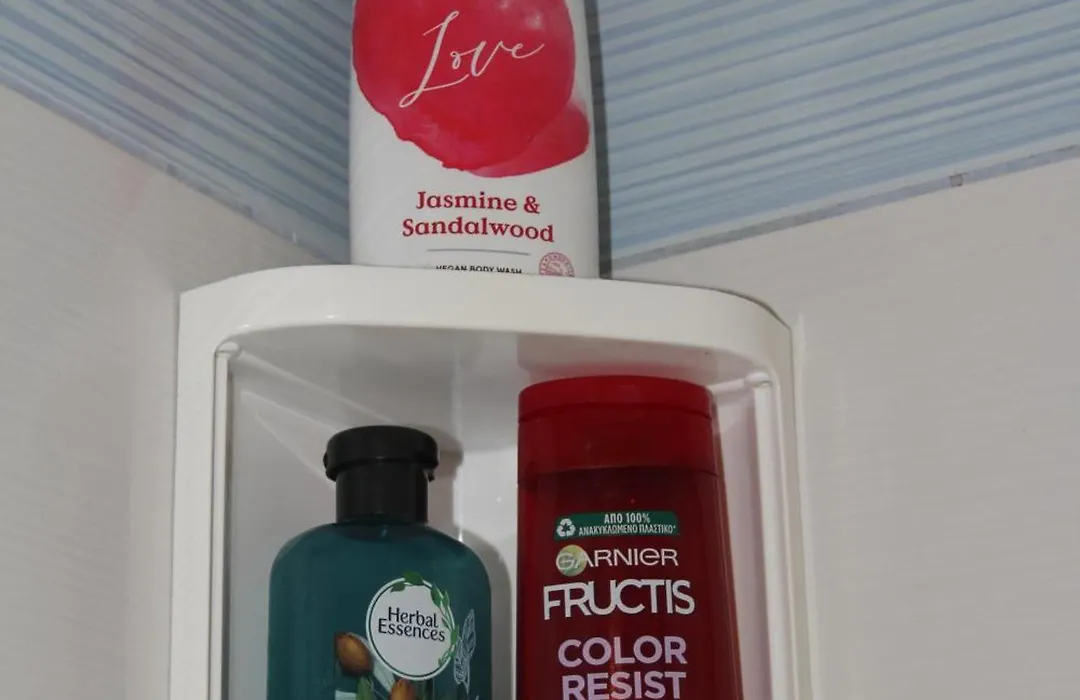 Love
Jasmine &
Sandalwood
VEGAN BODY WASH
Herbal
Essences
ΑΠΟ 100%
ΑΝΑΚΥΚΛΩΜΕΝΟ ΠΛΑΣΤΙΚΟ*
GARNIER
FRUCTIS
COLOR
RESIST